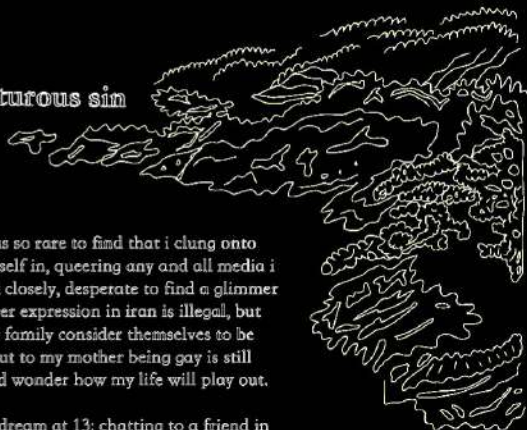 turous sin
s so rare to find that i clung onto
self in, queering any and all media i
closely, desperate to find a glimmer
er expression in iran is illegal, but
family consider themselves to be
ut to my mother being gay is still
d wonder how my life will play out.
dream at 13: chatting to a friend in